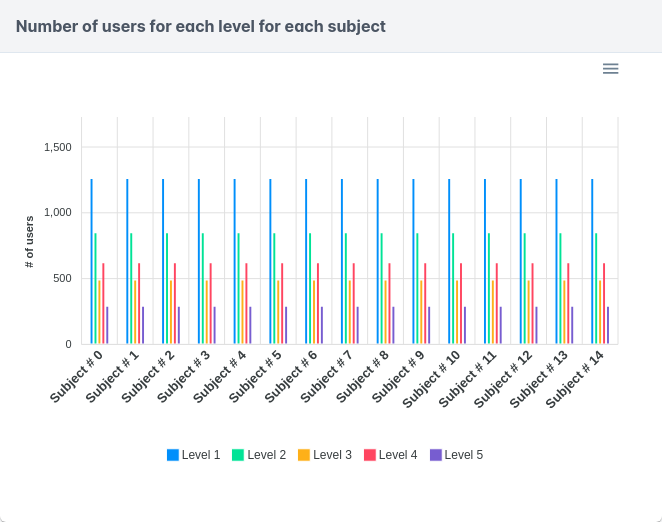 Number of users for each level for each subject
# of users
1,500
1,000
500
0
Subject # 0
Subject # 1
Subject # 2
Subject # 3
Subject # 4
Subject # 5
Subject # 6
Subject # 7
Subject # 8
Subject # 9
Subject # 10
Subject # 11
Subject # 12
Subject # 13
Subject # 14
Level 1 Level 2 Level 3 Level 4 Level 5